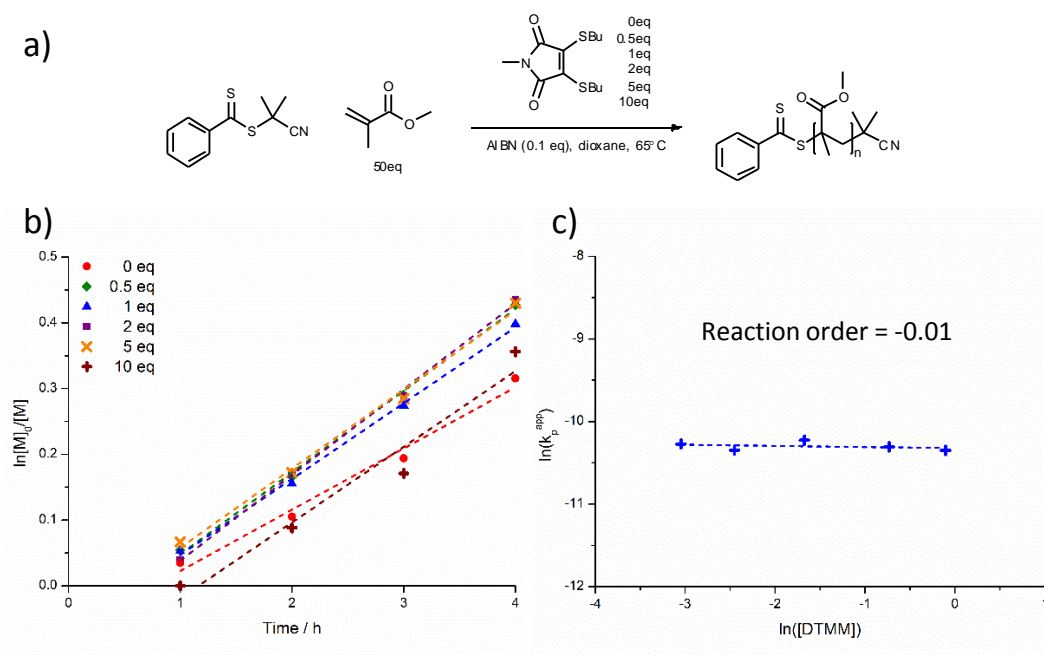 a)
O
N
O
SBu
SBu
0eq
0.5eq
1eq
2eq
5eq
10eq
S
S
CN
O
O
50eq
AIBN (0.1 eq), dioxane, 65°C
S
S
O
O
n
CN
b)
0.5
0.4
0.3
0.2
0.1
0.0
ln[M]₀/[M]
0 eq
0.5 eq
1 eq
2 eq
5 eq
10 eq
0
1
2
3
4
Time / h
c)
-8
-9
-10
-11
-12
ln(kₚᵃᵖᵖ)
Reaction order = -0.01
-4
-3
-2
-1
0
1
ln([DTMM])